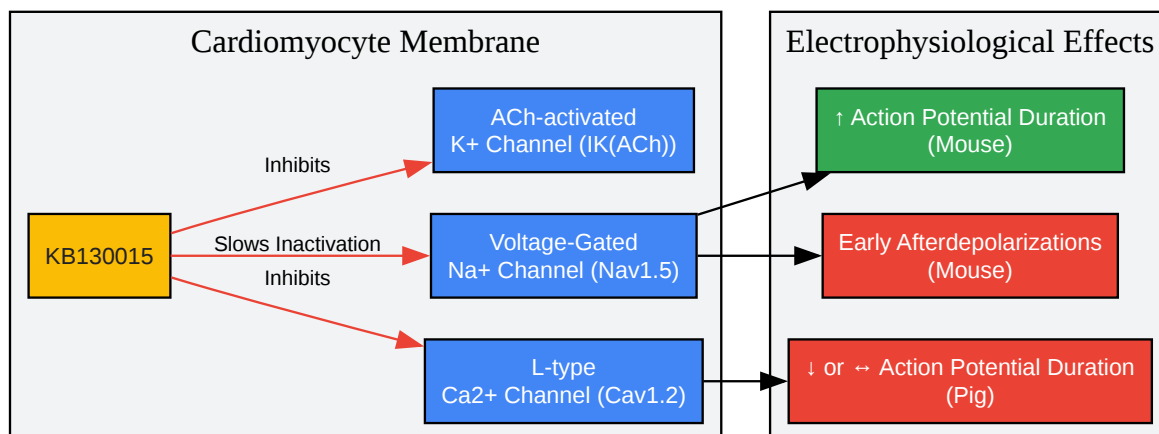 Cardiomyocyte Membrane
KB130015
Inhibits
Slows Inactivation
Inhibits
ACh-activated
K+ Channel (IK(ACh))
Voltage-Gated
Na+ Channel (Nav1.5)
L-type
Ca2+ Channel (Cav1.2)
Electrophysiological Effects
↑ Action Potential Duration
(Mouse)
Early Afterdepolarizations
(Mouse)
↓ or ↔ Action Potential Duration
(Pig)